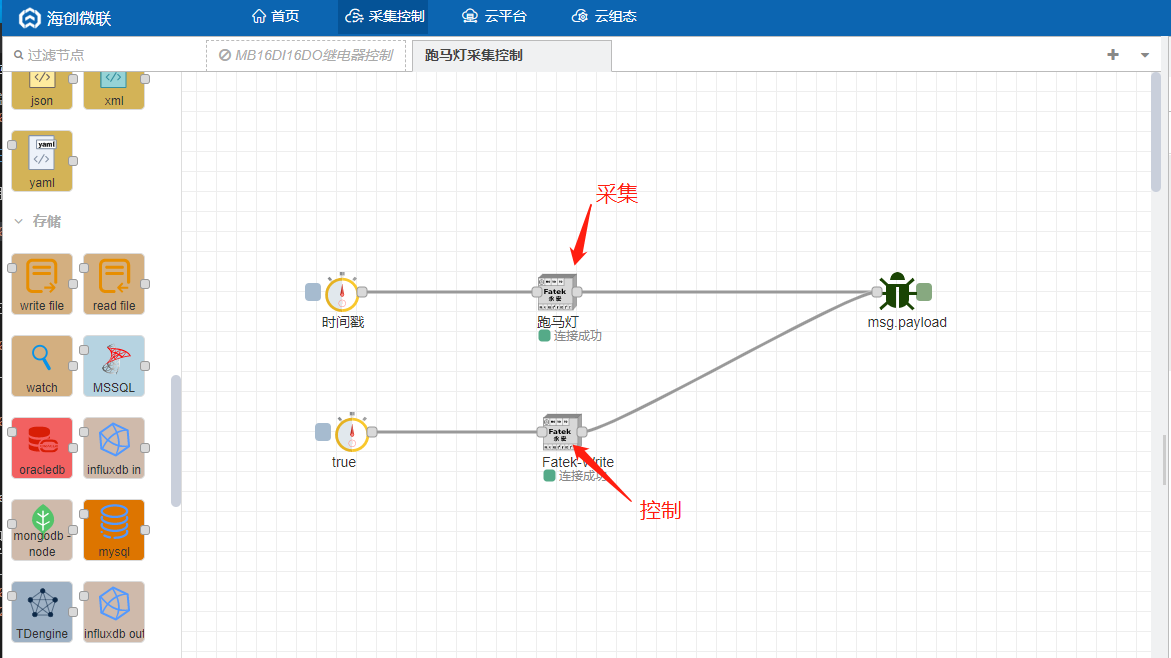 海创微联
首页
采集控制
云平台
云组态
过滤节点
MB16DI16DO继电器控制
跑马灯采集控制
json
xml
yaml
yaml
存储
write file
read file
watch
MSSQL
oracledb
influxdb in
mongodb -
node
mysql
TDengine
influxdb out
采集
时间戳
Fatek
永宏
跑马灯
连接成功
msg.payload
true
Fatek
永宏
Fatek-Write
连接成功
控制